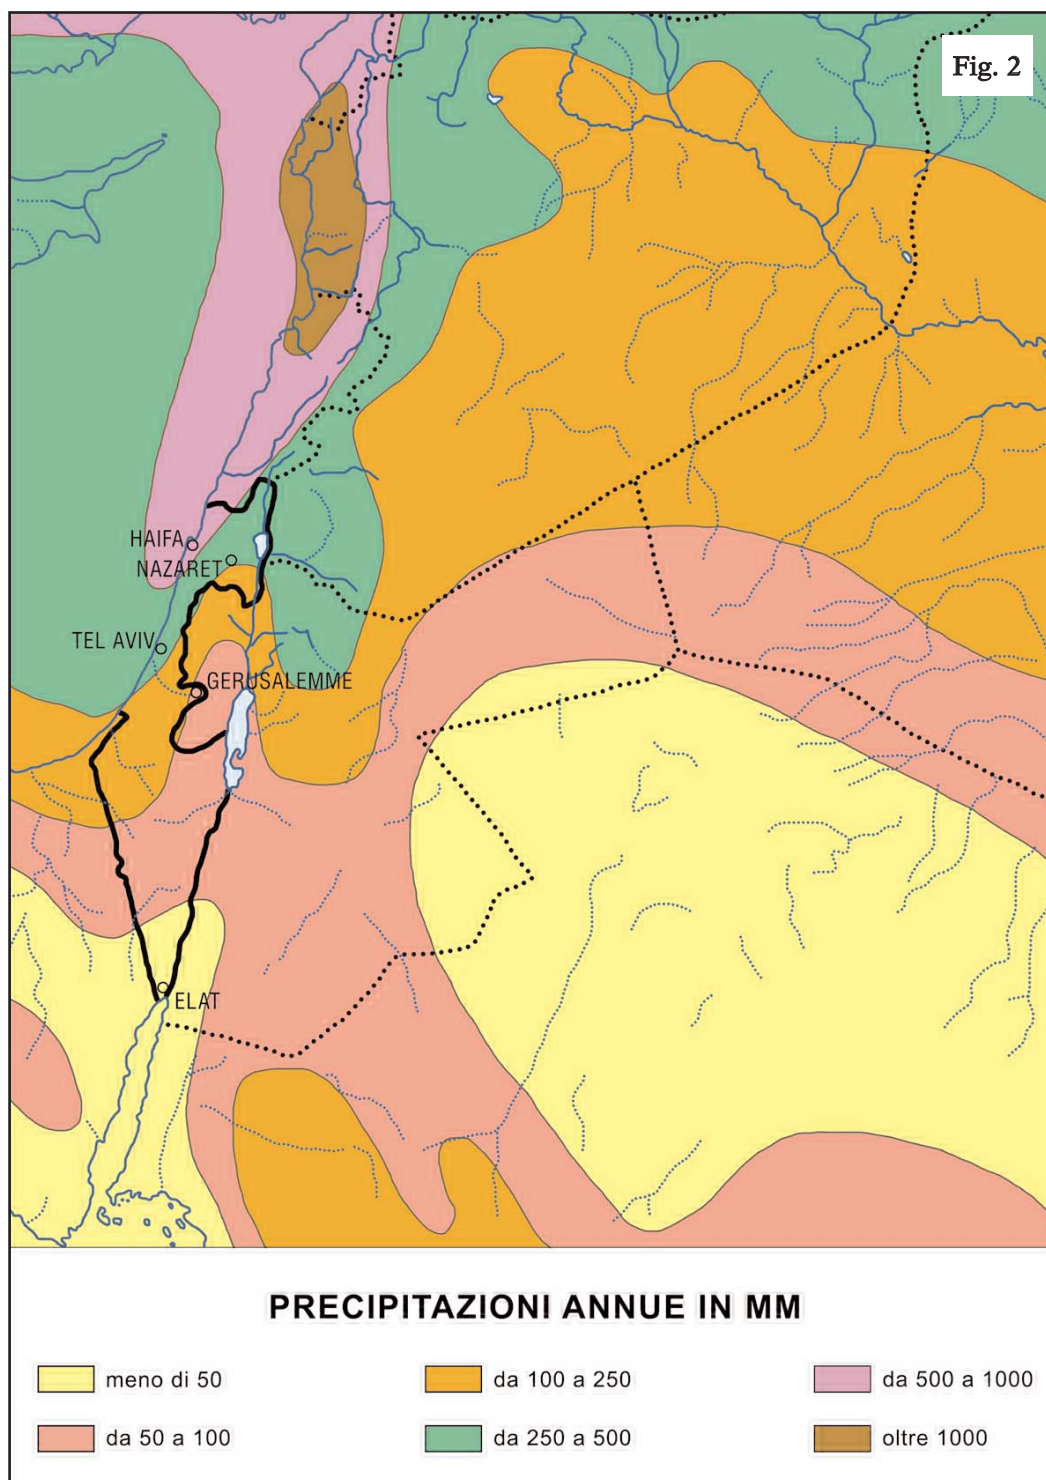 Fig. 2
HAIFA
NAZARET
TEL AVIV
GERUSALEMME
ELAT
PRECIPITAZIONI ANNUE IN MM
meno di 50
da 100 a 250
da 500 a 1000
da 50 a 100
da 250 a 500
oltre 1000